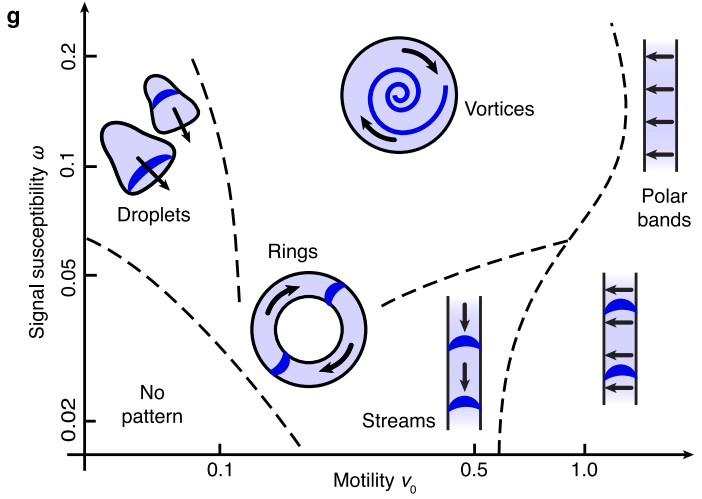 g
0.2
0.1
0.05
0.02
Signal susceptibility ω
Vortices
Polar
bands
Droplets
Rings
No
pattern
Streams
0.1
0.5
1.0
Motility v₀